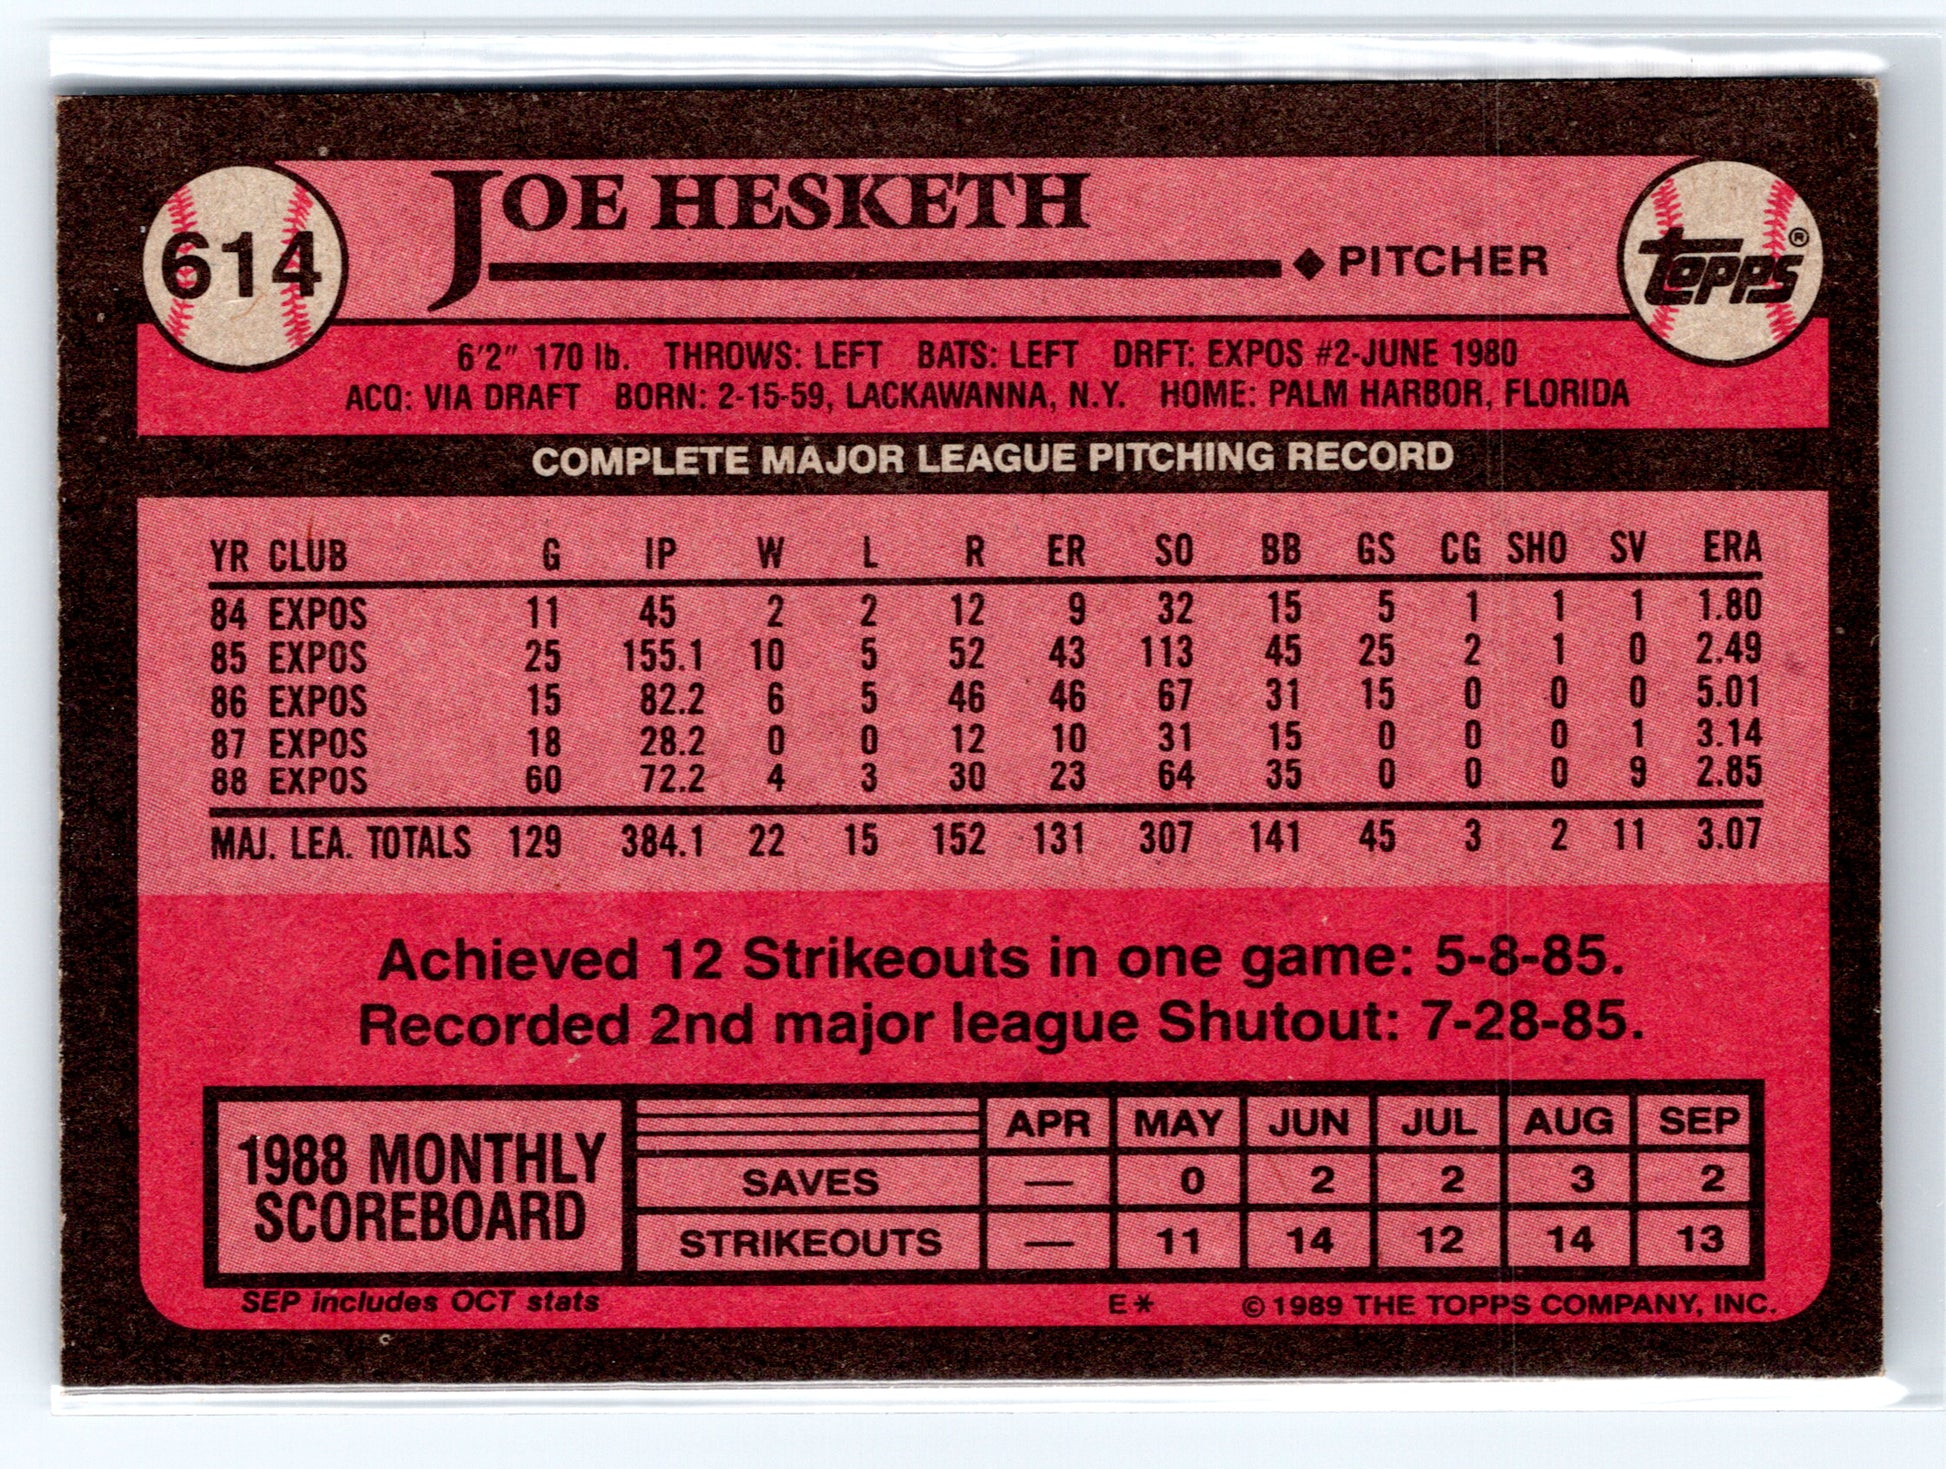 614
JOE HESKETH
◆ PITCHER
topps®
6'2" 170 lb. THROWS: LEFT BATS: LEFT DRFT: EXPOS #2-JUNE 1980
ACQ: VIA DRAFT BORN: 2-15-59, LACKAWANNA, N.Y. HOME: PALM HARBOR, FLORIDA
COMPLETE MAJOR LEAGUE PITCHING RECORD
YR CLUB G IP W L R ER SO BB GS CG SHO SV ERA
84 EXPOS 11 45 2 2 12 9 32 15 5 1 1 1 1.80
85 EXPOS 25 155.1 10 5 52 43 113 45 25 2 1 0 2.49
86 EXPOS 15 82.2 6 5 46 46 67 31 15 0 0 0 5.01
87 EXPOS 18 28.2 0 0 12 10 31 15 0 0 0 1 3.14
88 EXPOS 60 72.2 4 3 30 23 64 35 0 0 0 9 2.85
MAJ. LEA. TOTALS 129 384.1 22 15 152 131 307 141 45 3 2 11 3.07
Achieved 12 Strikeouts in one game: 5-8-85.
Recorded 2nd major league Shutout: 7-28-85.
1988 MONTHLY
SCOREBOARD
APR MAY JUN JUL AUG SEP
SAVES — 0 2 2 3 2
STRIKEOUTS — 11 14 12 14 13
SEP includes OCT stats E* © 1989 THE TOPPS COMPANY, INC.